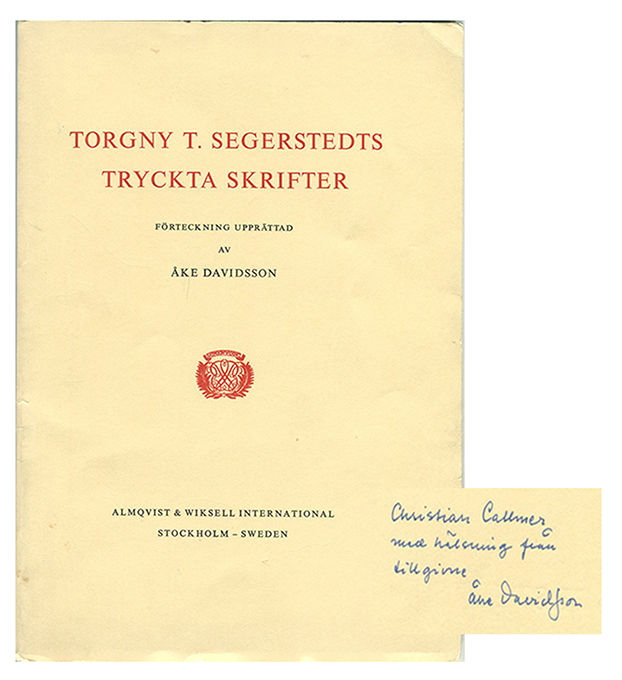 TORGNY T. SEGERSTEDTS
TRYCKTA SKRIFTER
FÖRTECKNING UPPRÄTTAD
AV
ÅKE DAVIDSSON
ALMQVIST & WIKSELL INTERNATIONAL
STOCKHOLM – SWEDEN
Christian Callmer
med hälsning från
tillgivne
Åke Davidsson